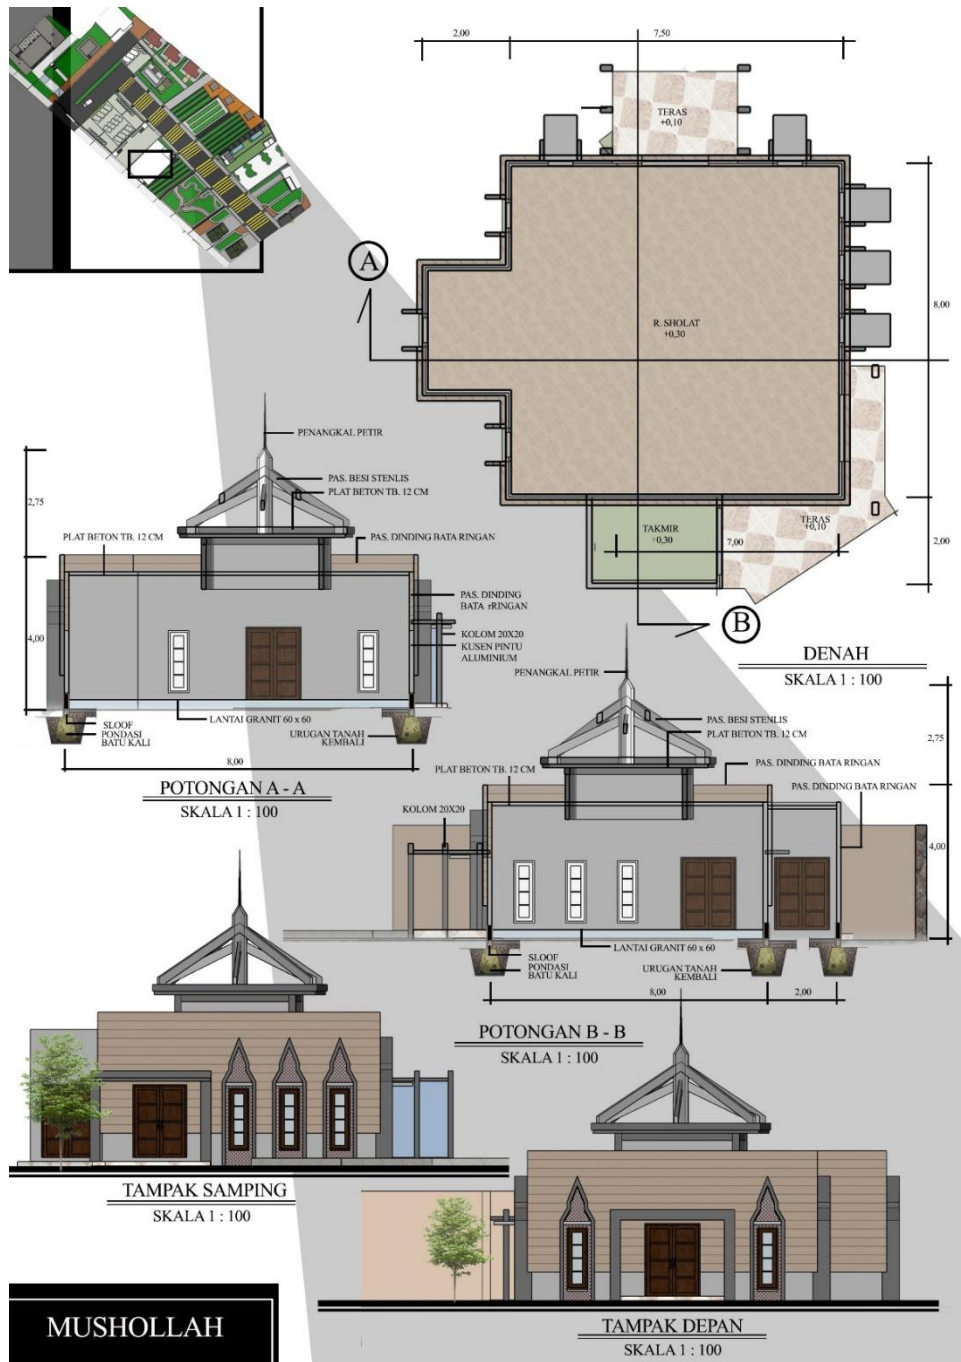 2,00
7,50
TERAS
+0,10
A
8,00
R. SHOLAT
+0,30
TAKMIR
+0,30
TERAS
+0,10
7,00
2,00
B
DENAH
SKALA 1 : 100
PENANGKAL PETIR
PAS. BESI STENLIS
PLAT BETON TB. 12 CM
2,75
PLAT BETON TB. 12 CM
PAS. DINDING BATA RINGAN
PAS. DINDING
BATA rRINGAN
4,00
KOLOM 20X20
KUSEN PINTU
ALUMINIUM
LANTAI GRANIT 60 x 60
SLOOF
PONDASI
BATU KALI
URUGAN TANAH
KEMBALI
8,00
POTONGAN A - A
SKALA 1 : 100
PENANGKAL PETIR
PAS. BESI STENLIS
PLAT BETON TB. 12 CM
2,75
PLAT BETON TB. 12 CM
PAS. DINDING BATA RINGAN
PAS. DINDING BATA RINGAN
KOLOM 20X20
4,00
LANTAI GRANIT 60 x 60
SLOOF
PONDASI
BATU KALI
URUGAN TANAH
KEMBALI
8,00
2,00
POTONGAN B - B
SKALA 1 : 100
TAMPAK SAMPING
SKALA 1 : 100
TAMPAK DEPAN
SKALA 1 : 100
MUSHOLLAH